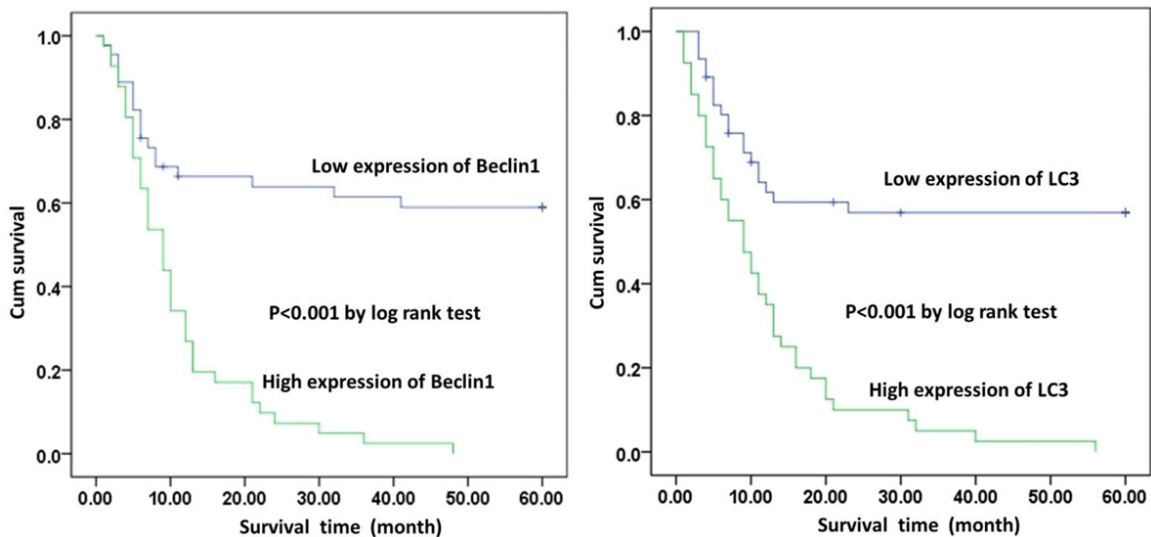 Cum survival
1.0
0.8
0.6
0.4
0.2
0.0
Low expression of Beclin1
P<0.001 by log rank test
High expression of Beclin1
0.00 10.00 20.00 30.00 40.00 50.00 60.00
Survival time (month)
Cum survival
1.0
0.8
0.6
0.4
0.2
0.0
Low expression of LC3
P<0.001 by log rank test
High expression of LC3
0.00 10.00 20.00 30.00 40.00 50.00 60.00
Survival time (month)